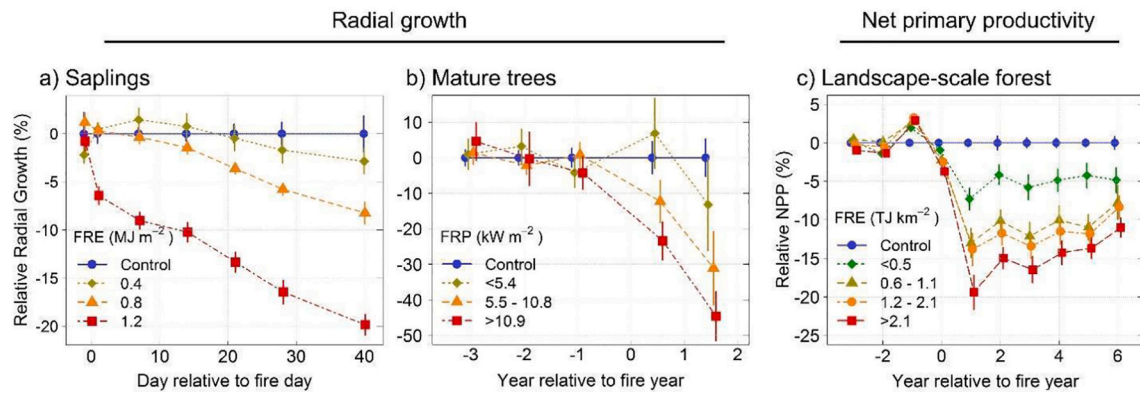 Radial growth
Net primary productivity
a) Saplings
b) Mature trees
c) Landscape-scale forest
Relative Radial Growth (%)
0
-5
-10
-15
-20
FRE (MJ m⁻²)
Control
0.4
0.8
1.2
0 10 20 30 40
Day relative to fire day
10
0
-10
-20
-30
-40
-50
FRP (kW m⁻²)
Control
<5.4
5.5 - 10.8
>10.9
-3 -2 -1 0 1 2
Year relative to fire year
Relative NPP (%)
5
0
-5
-10
-15
-20
-25
FRE (TJ km⁻²)
Control
<0.5
0.6 - 1.1
1.2 - 2.1
>2.1
-2 0 2 4 6
Year relative to fire year